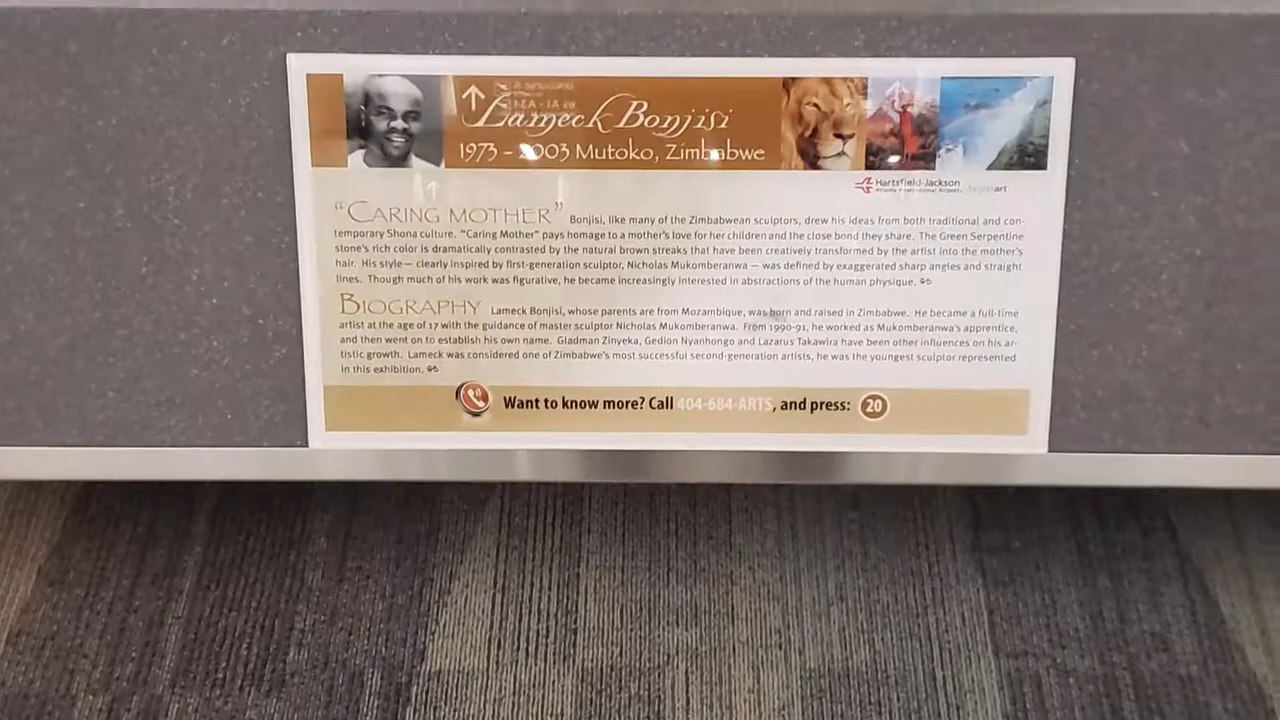 Lameck Bonjisi
1973 – 2003 Mutoko, Zimbabwe
Hartsfield-Jackson
"CARING MOTHER" Bonjisi, like many of the Zimbabwean sculptors, drew his ideas from both traditional and con-
temporary Shona culture. "Caring Mother" pays homage to a mother's love for her children and the close bond they share. The Green Serpentine
stone's rich color is dramatically contrasted by the natural brown streaks that have been creatively transformed by the artist into the mother's
hair. His style— clearly inspired by first-generation sculptor, Nicholas Mukomberanwa — was defined by exaggerated sharp angles and straight
lines. Though much of his work was figurative, he became increasingly interested in abstractions of the human physique.
BIOGRAPHY Lameck Bonjisi, whose parents are from Mozambique, was born and raised in Zimbabwe. He became a full-time
artist at the age of 17 with the guidance of master sculptor Nicholas Mukomberanwa. From 1990-91, he worked as Mukomberanwa's apprentice,
and then went on to establish his own name. Gladman Zinyeka, Gedion Nyanhongo and Lazarus Takawira have been other influences on his ar-
tistic growth. Lameck was considered one of Zimbabwe's most successful second-generation artists, he was the youngest sculptor represented
in this exhibition.
Want to know more? Call 404-684-ARTS, and press: 20